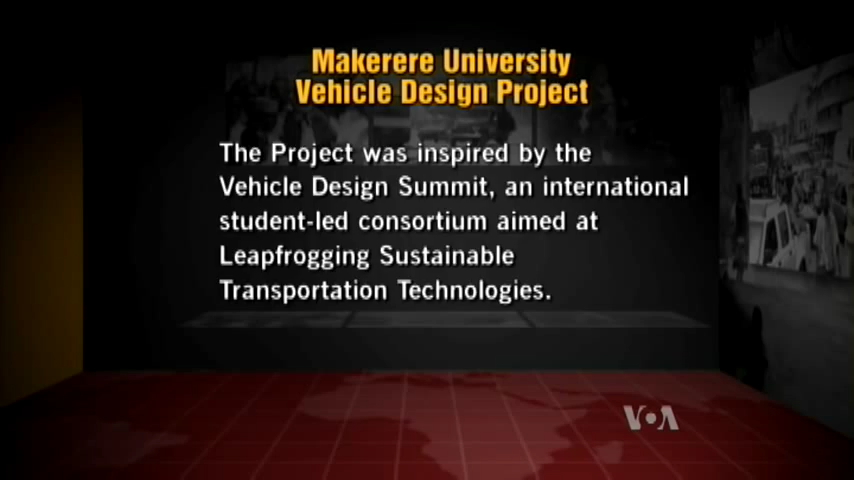 Makerere University
Vehicle Design Project
The Project was inspired by the
Vehicle Design Summit, an international
student-led consortium aimed at
Leapfrogging Sustainable
Transportation Technologies.
VOA